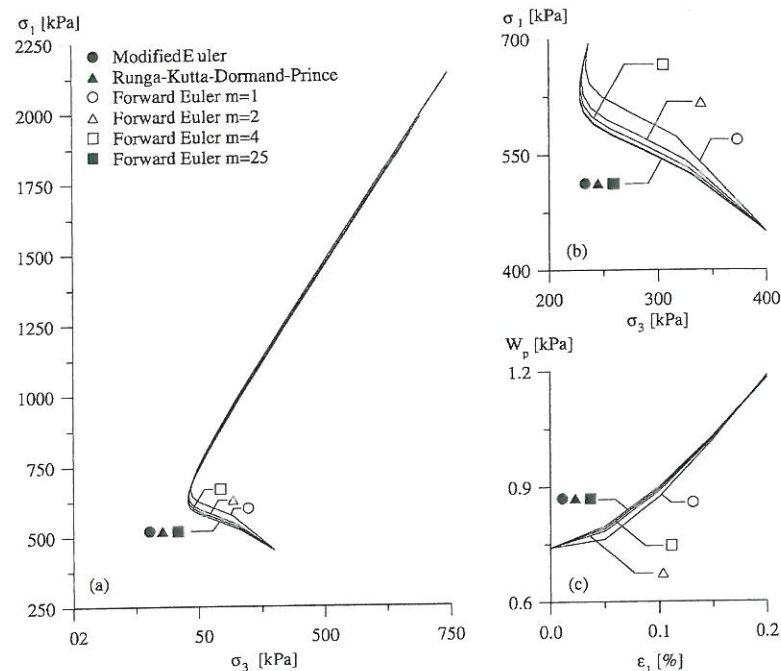 σ1 [kPa]
2250
2000
1750
1500
1250
1000
750
500
250
02
50
500
750
σ3 [kPa]
(a)
Modified Euler
Runga-Kutta-Dormand-Prince
Forward Euler m=1
Forward Euler m=2
Forward Euler m=4
Forward Euler m=25
σ1 [kPa]
700
550
400
200
300
400
σ3 [kPa]
(b)
Wp [kPa]
1.2
0.9
0.6
0.0
0.1
0.2
ε1 [%]
(c)